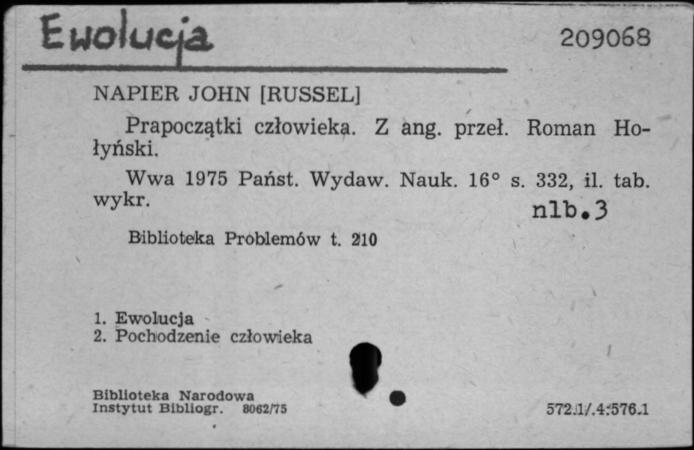 Ewolucja 209068
NAPIER JOHN [RUSSEL]
Prapoczątki człowieka. Z ang. przeł. Roman Ho-
łyński.
Wwa 1975 Państ. Wydaw. Nauk. 16° s. 332, il. tab.
wykr. nlb.3
Biblioteka Problemów t. 210
1. Ewolucja
2. Pochodzenie człowieka
Biblioteka Narodowa
Instytut Bibliogr. 8062/75 572.1/.4:576.1